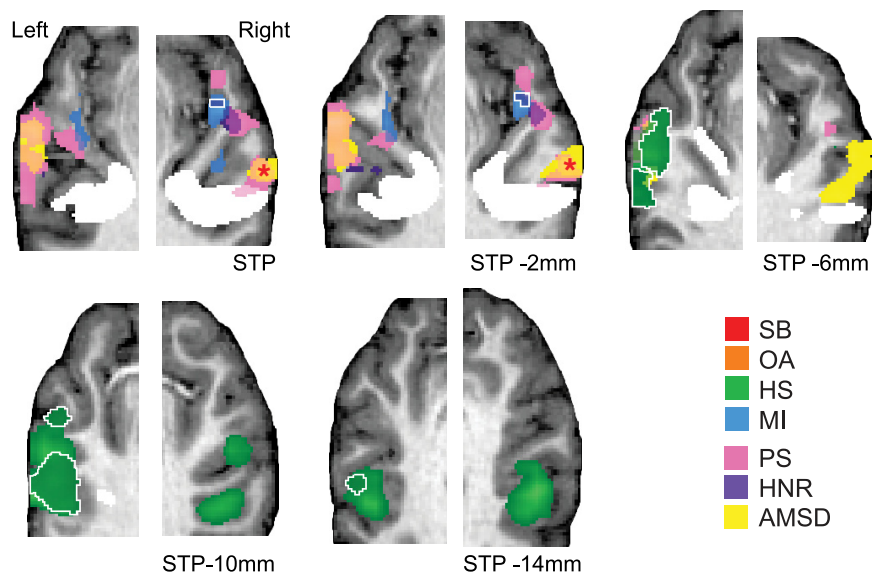 Left
Right
STP
STP -2mm
STP -6mm
STP-10mm
STP -14mm
SB
OA
HS
MI
PS
HNR
AMSD
*
*